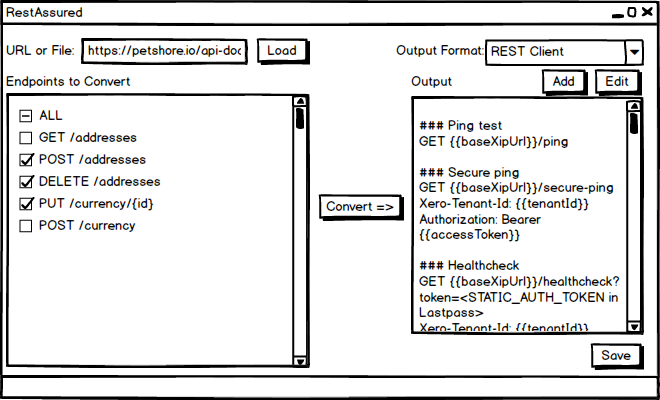 RestAssured
URL or File: https://petshore.io/api-doc Load Output Format: REST Client
Endpoints to Convert
ALL
GET /addresses
POST /addresses
DELETE /addresses
PUT /currency/{id}
POST /currency
Convert =>
Output Add Edit
### Ping test
GET {{baseXipUrl}}/ping
### Secure ping
GET {{baseXipUrl}}/secure-ping
Xero-Tenant-Id: {{tenantId}}
Authorization: Bearer
{{accessToken}}
### Healthcheck
GET {{baseXipUrl}}/healthcheck?
token=<STATIC_AUTH_TOKEN in
Lastpass>
Xero-Tenant-Id: {{tenantId}}
Save